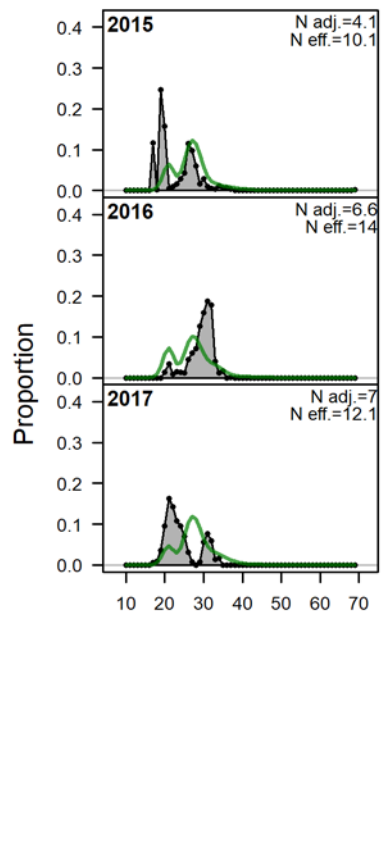 2015
N adj.=4.1
N eff.=10.1
0.4
0.3
0.2
0.1
0.0
2016
N adj.=6.6
N eff.=14
0.4
0.3
0.2
0.1
0.0
2017
N adj.=7
N eff.=12.1
0.4
0.3
0.2
0.1
0.0
Proportion
10 20 30 40 50 60 70